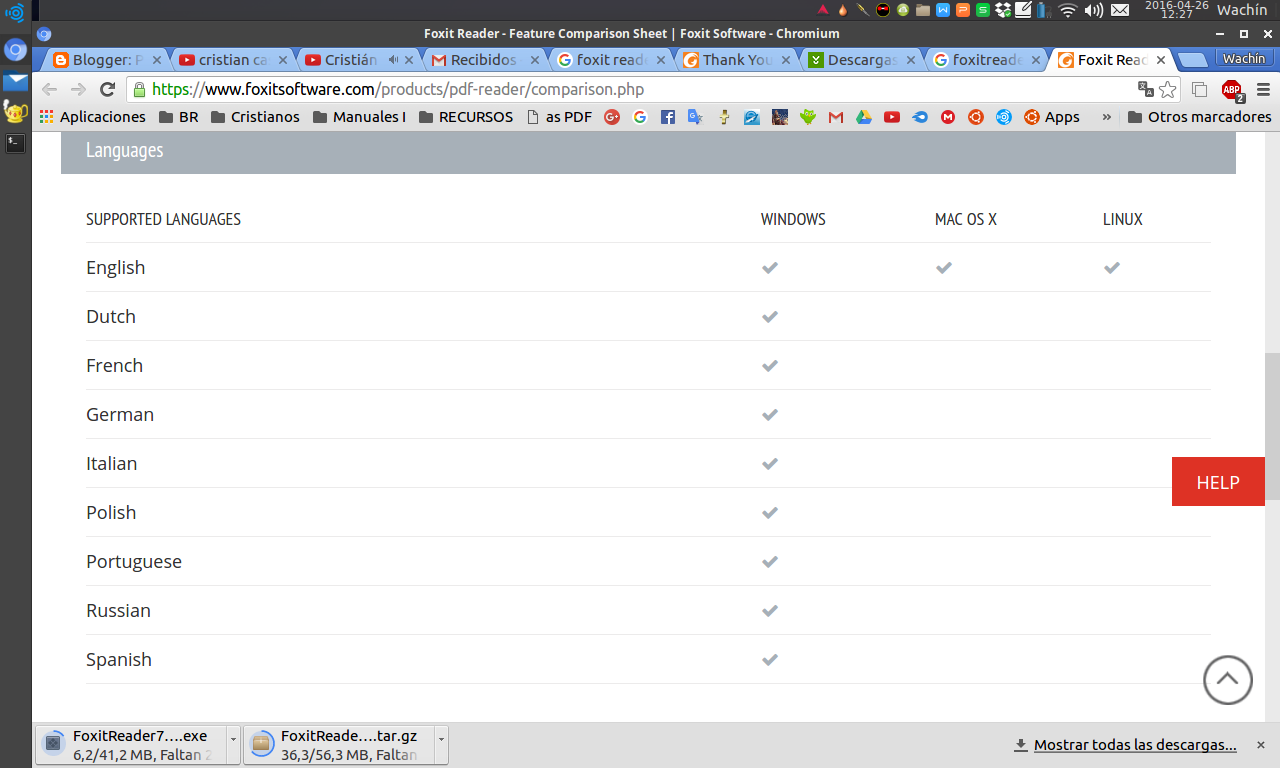 2016-04-26
12:27
Wachín
Foxit Reader - Feature Comparison Sheet | Foxit Software - Chromium
Blogger: P
cristian ca
Cristián
Recibidos
foxit reade
Thank You
Descargas
foxitreade
Foxit Reac
Wachín
https://www.foxitsoftware.com/products/pdf-reader/comparison.php
ABP
2
Aplicaciones
BR
Cristianos
Manuales I
RECURSOS
as PDF
Apps
»
Otros marcadores
Languages
SUPPORTED LANGUAGES WINDOWS MAC OS X LINUX
English
Dutch
French
German
Italian
HELP
Polish
Portuguese
Russian
Spanish
FoxitReader7....exe
6,2/41,2 MB, Faltan 2
FoxitReade....tar.gz
36,3/56,3 MB, Faltan
Mostrar todas las descargas...